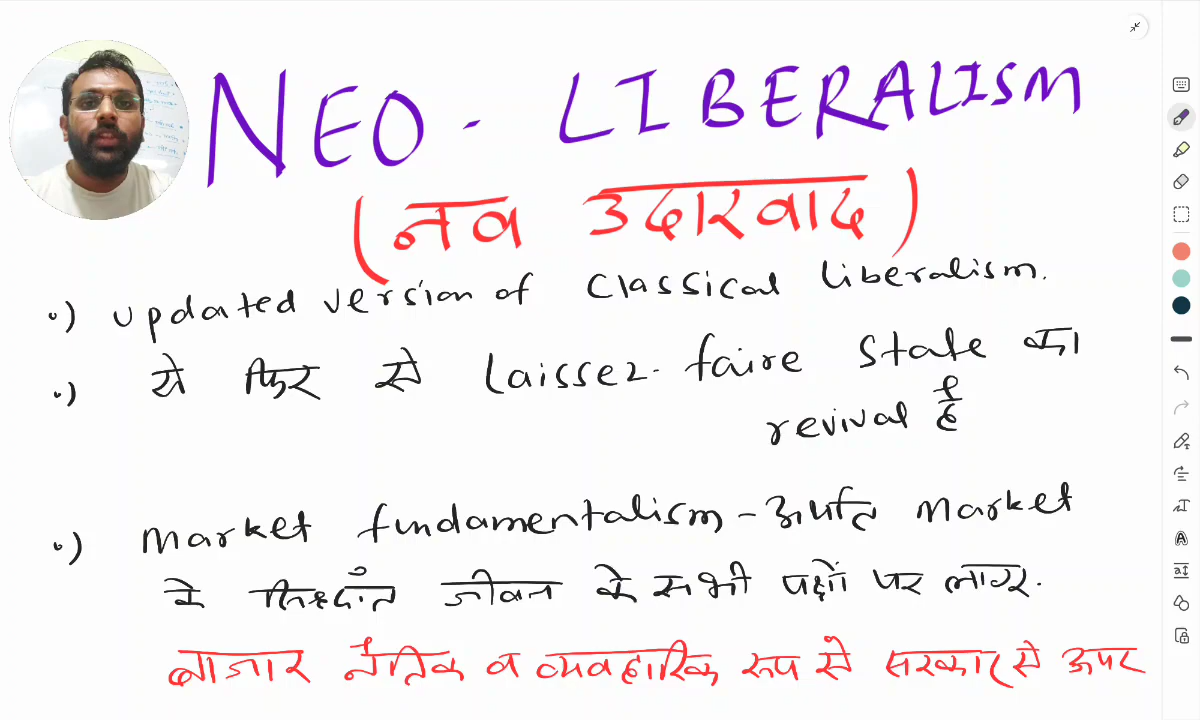 NEO - LIBERALISM
(नव उदारवाद)
•) updated version of classical liberalism.
•) ये फिर से Laissez-faire state का
revival है
•) Market fundamentalism - अर्थात Market
के सिद्धांत जीवन के सभी पक्षों पर लागू.
बाजार नैतिक व व्यवहारिक रूप से सरकार से ऊपर